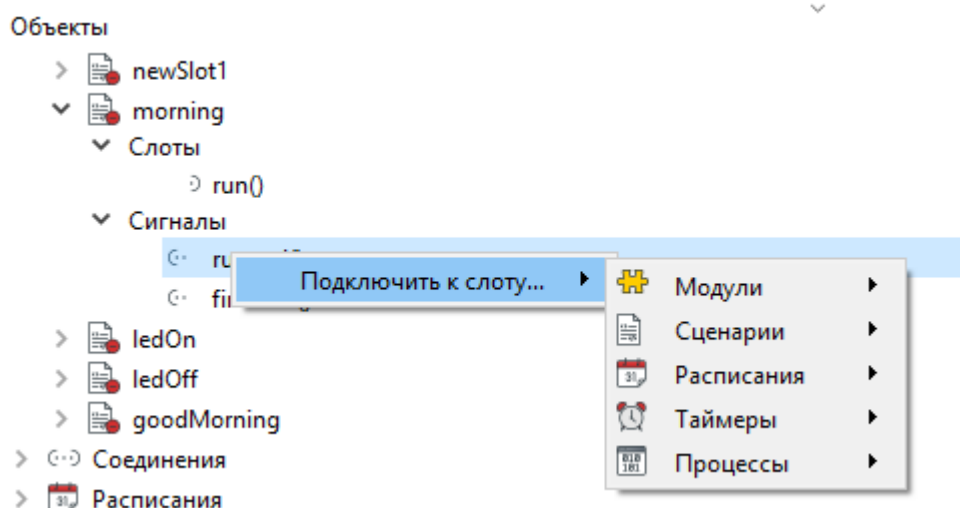 Объекты
newSlot1
morning
Слоты
run()
Сигналы
Подключить к слоту...
Модули
Сценарии
Расписания
Таймеры
Процессы
ledOn
ledOff
goodMorning
Соединения
Расписания